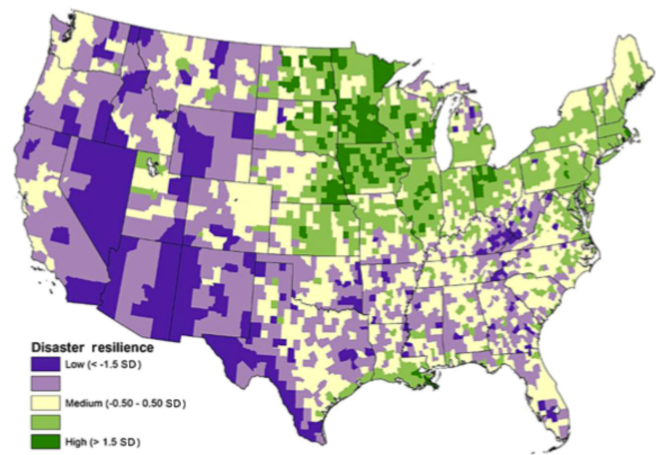 Disaster resilience
Low (< -1.5 SD)
Medium (-0.50 - 0.50 SD)
High (> 1.5 SD)